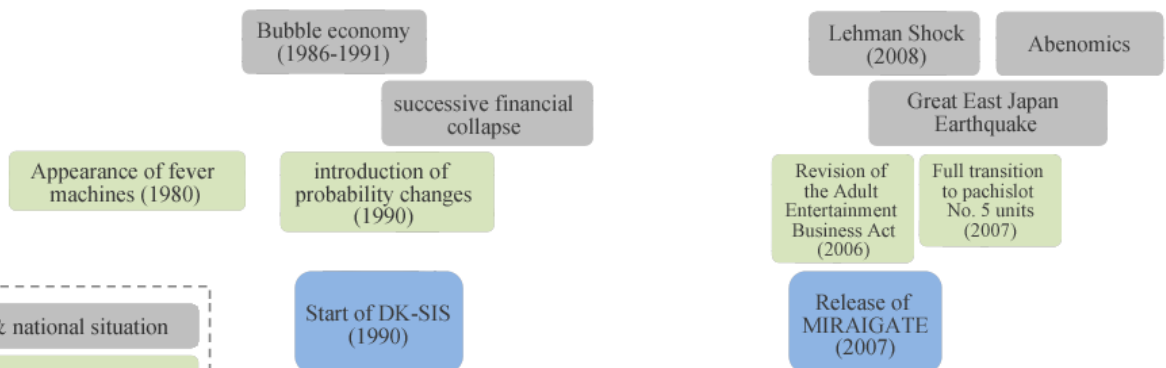 Bubble economy
(1986-1991)
Lehman Shock
(2008)
Abenomics
successive financial
collapse
Great East Japan
Earthquake
Appearance of fever
machines (1980)
introduction of
probability changes
(1990)
Revision of
the Adult
Entertainment
Business Act
(2006)
Full transition
to pachislot
No. 5 units
(2007)
& national situation
Start of DK-SIS
(1990)
Release of
MIRAIGATE
(2007)